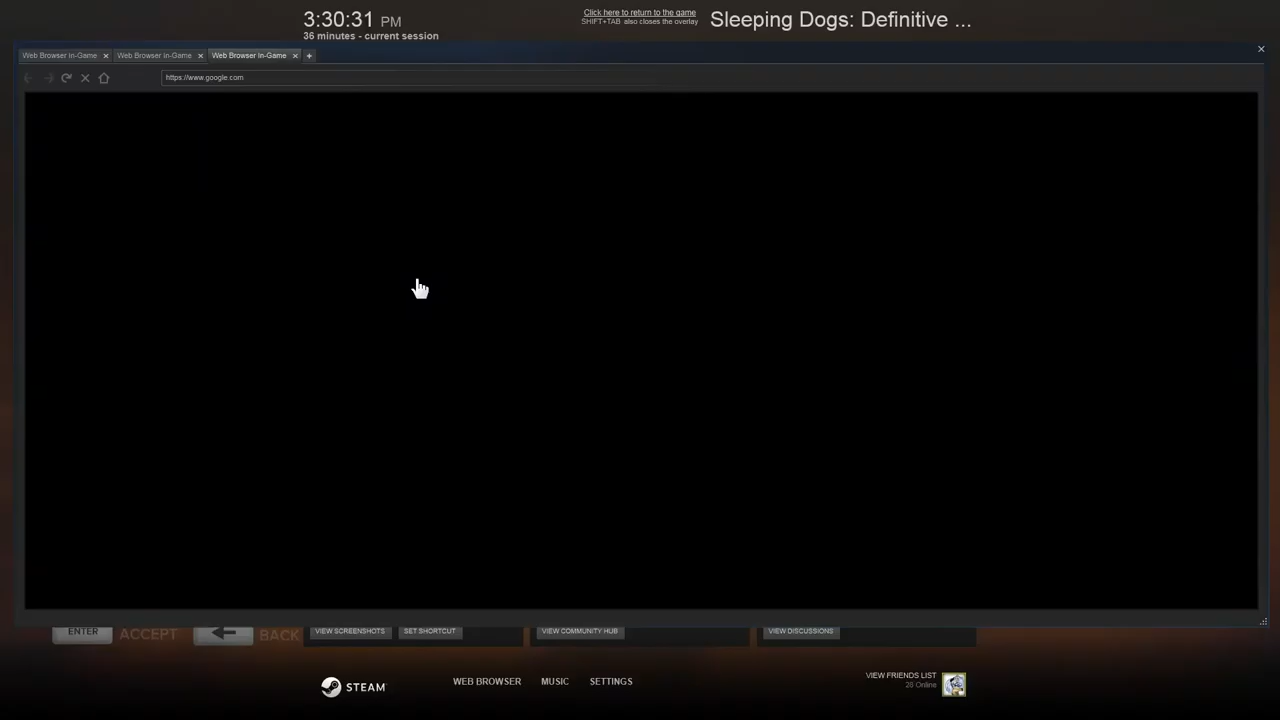 3:30:31 PM
36 minutes - current session
Click here to return to the game
SHIFT+TAB also closes the overlay
Sleeping Dogs: Definitive ...
Web Browser In-Game
Web Browser In-Game
Web Browser In-Game
https://www.google.com
ENTER ACCEPT
BACK
VIEW SCREENSHOTS
SET SHORTCUT
VIEW COMMUNITY HUB
VIEW DISCUSSIONS
STEAM
WEB BROWSER
MUSIC
SETTINGS
VIEW FRIENDS LIST
28 Online